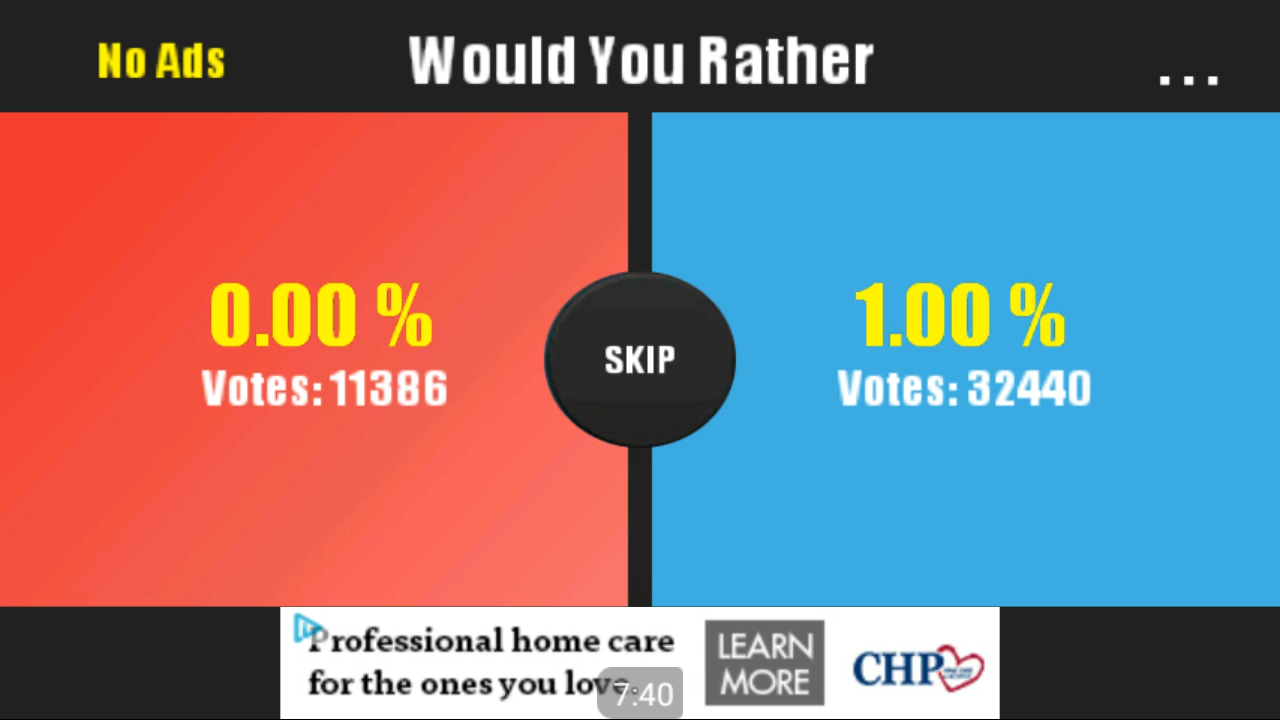 No Ads
Would You Rather
...
0.00 %
Votes: 11386
SKIP
1.00 %
Votes: 32440
Professional home care
for the ones you love.
LEARN
MORE
CHP
7:40